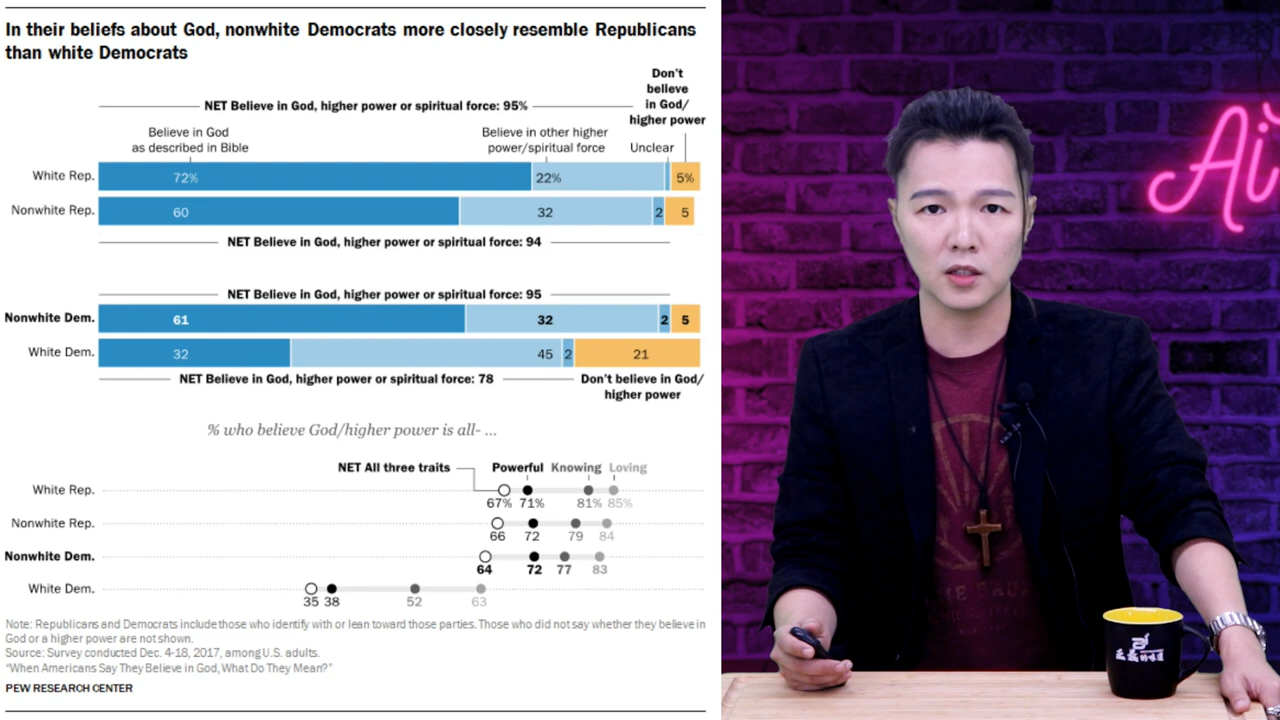 In their beliefs about God, nonwhite Democrats more closely resemble Republicans
than white Democrats
Don't
believe
in God/
higher power
NET Believe in God, higher power or spiritual force: 95%
Believe in God
as described in Bible
Believe in other higher
power/spiritual force
Unclear
White Rep. 72% 22% 5%
Nonwhite Rep. 60 32 2 5
NET Believe in God, higher power or spiritual force: 94
NET Believe in God, higher power or spiritual force: 95
Nonwhite Dem. 61 32 2 5
White Dem. 32 45 2 21
NET Believe in God, higher power or spiritual force: 78
Don't believe in God/
higher power
% who believe God/higher power is all- ...
NET All three traits Powerful Knowing Loving
White Rep.
67% 71% 81% 85%
Nonwhite Rep.
66 72 79 84
Nonwhite Dem.
64 72 77 83
White Dem.
35 38 52 63
Note: Republicans and Democrats include those who identify with or lean toward those parties. Those who did not say whether they believe in
God or a higher power are not shown.
Source: Survey conducted Dec. 4-18, 2017, among U.S. adults.
“When Americans Say They Believe in God, What Do They Mean?”
PEW RESEARCH CENTER
Ai